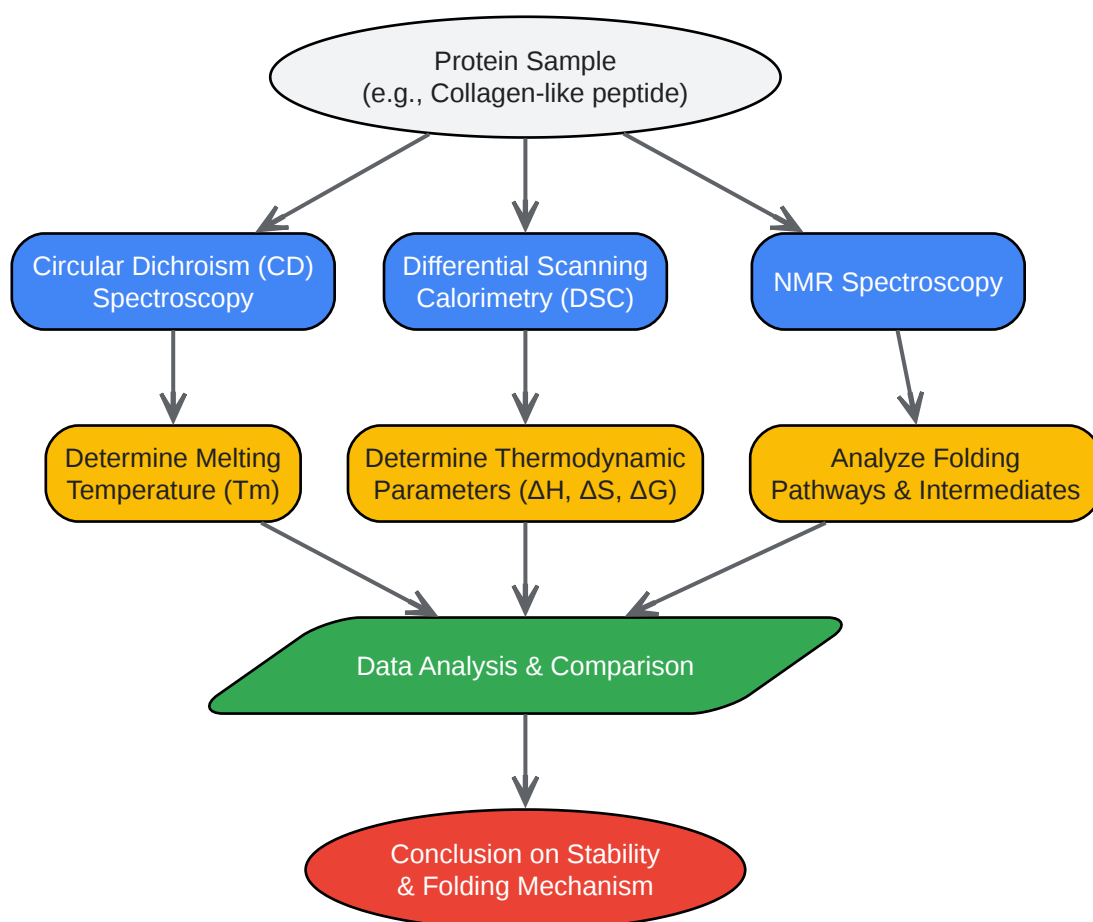 Protein Sample
(e.g., Collagen-like peptide)
Circular Dichroism (CD)
Spectroscopy
Differential Scanning
Calorimetry (DSC)
NMR Spectroscopy
Determine Melting
Temperature (Tm)
Determine Thermodynamic
Parameters (ΔH, ΔS, ΔG)
Analyze Folding
Pathways & Intermediates
Data Analysis & Comparison
Conclusion on Stability
& Folding Mechanism